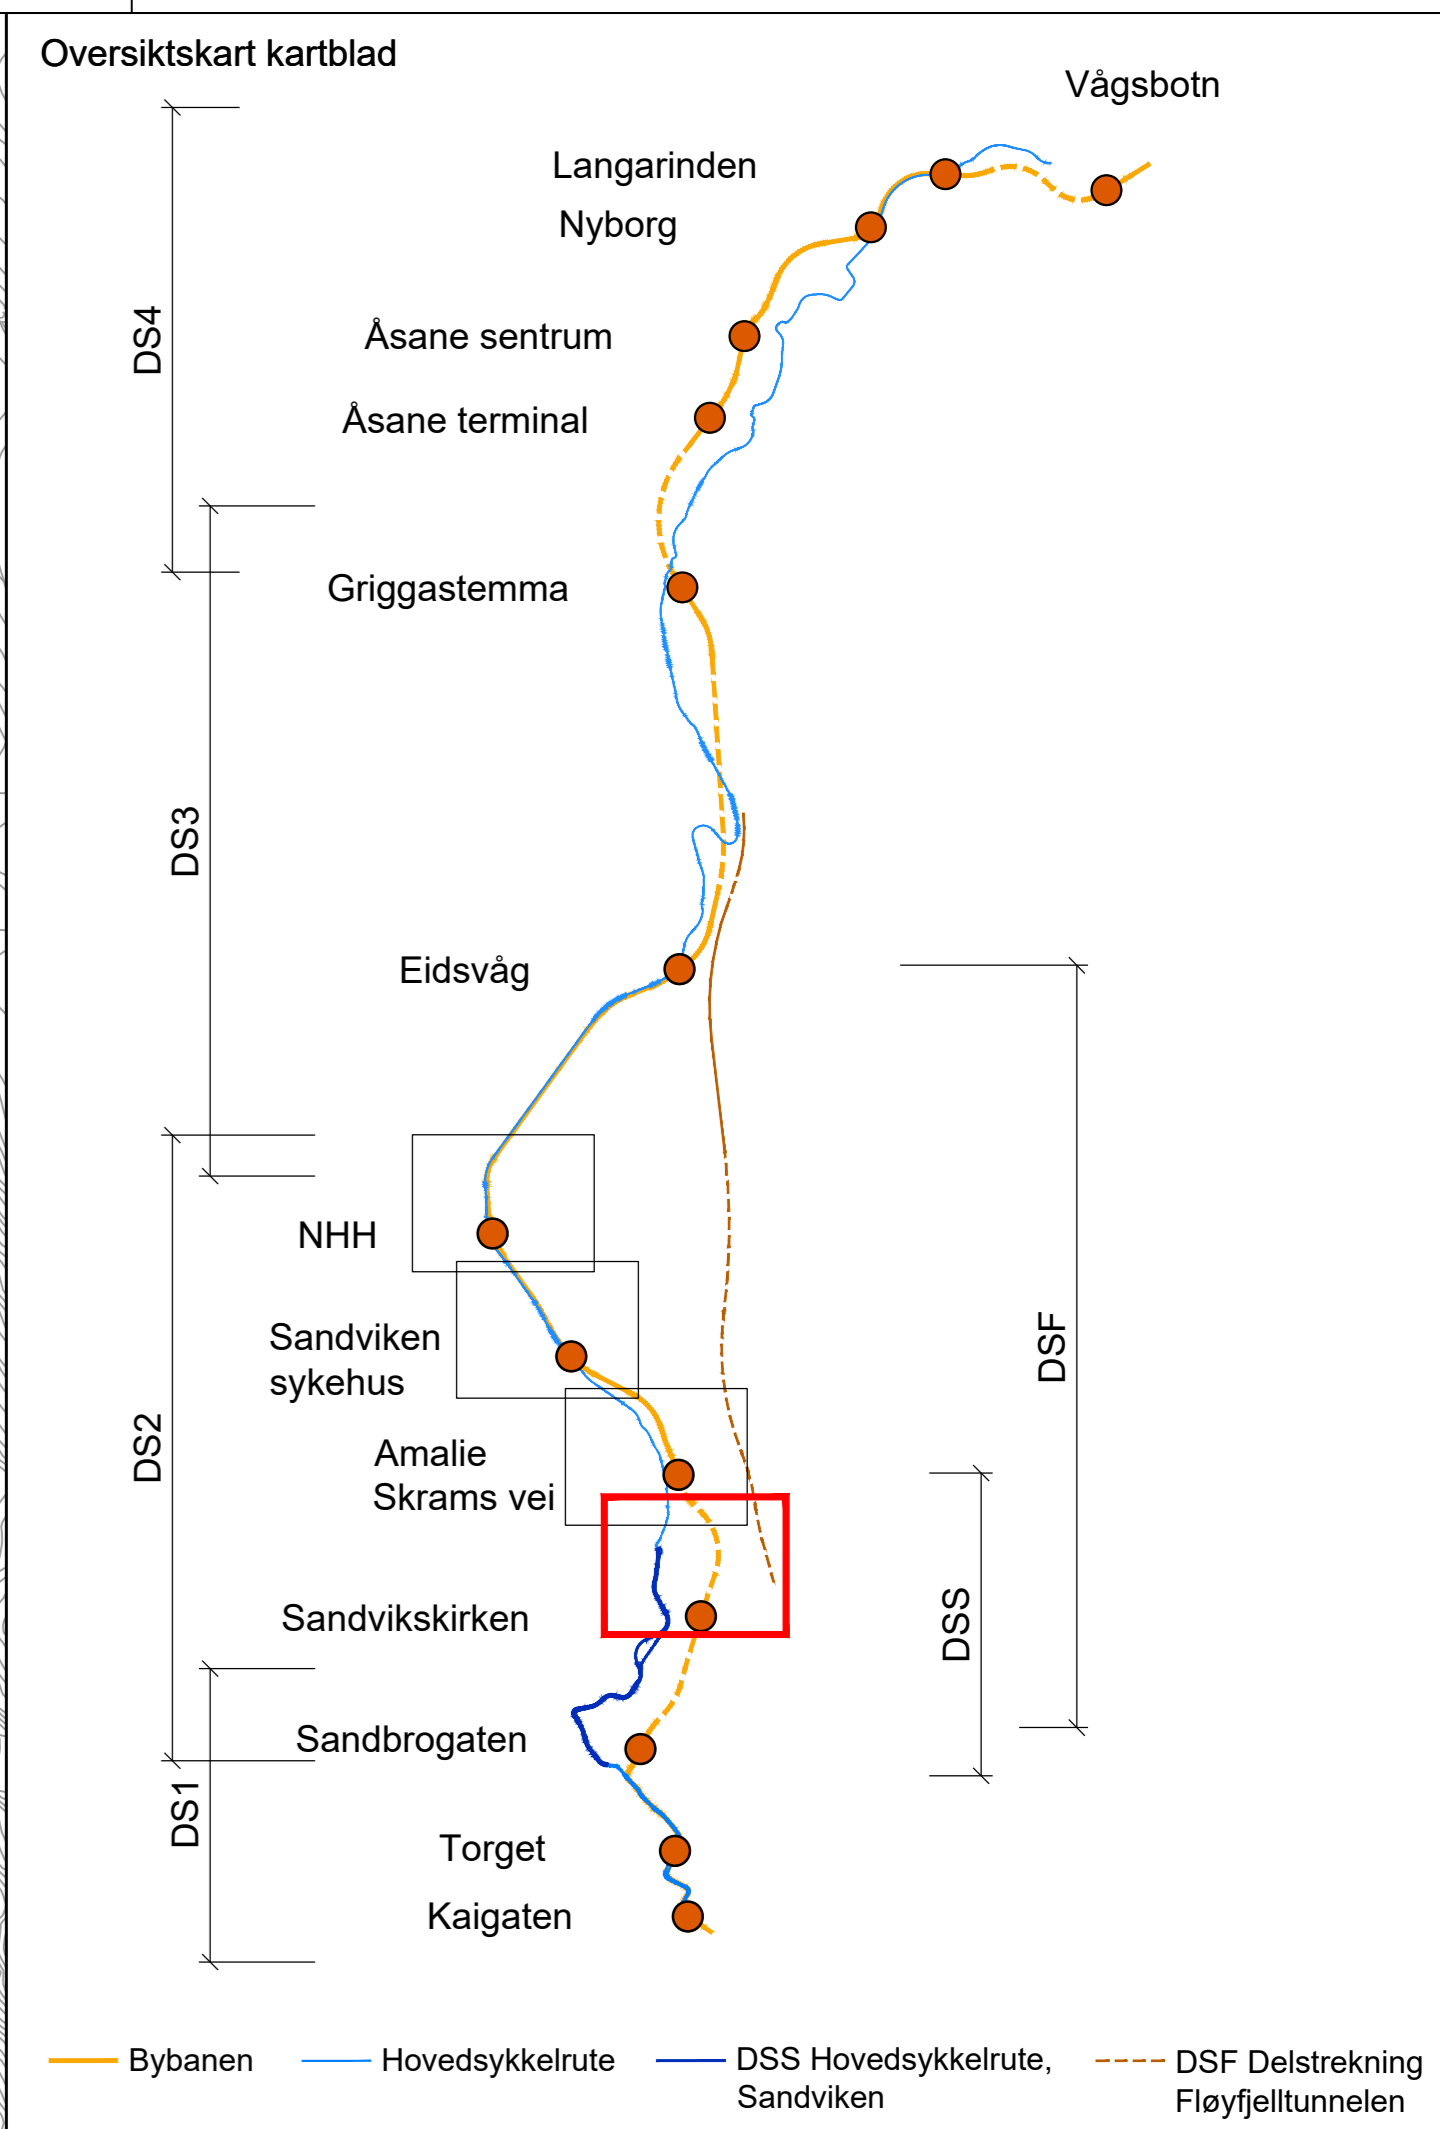 Oversiktskart kartblad
Vågsbotn
Langarinden
Nyborg
Åsane sentrum
DS4
Åsane terminal
Griggastemma
DS3
Eidsvåg
NHH
Sandviken
sykehus
DSF
Amalie
Skrams vei
DS2
Sandvikskirken
DSS
Sandbrogaten
DS1
Torget
Kaigaten
Bybanen
Hovedsykkelrute
DSS Hovedsykkelrute,
Sandviken
DSF Delstrekning
Fløyfjelltunnelen